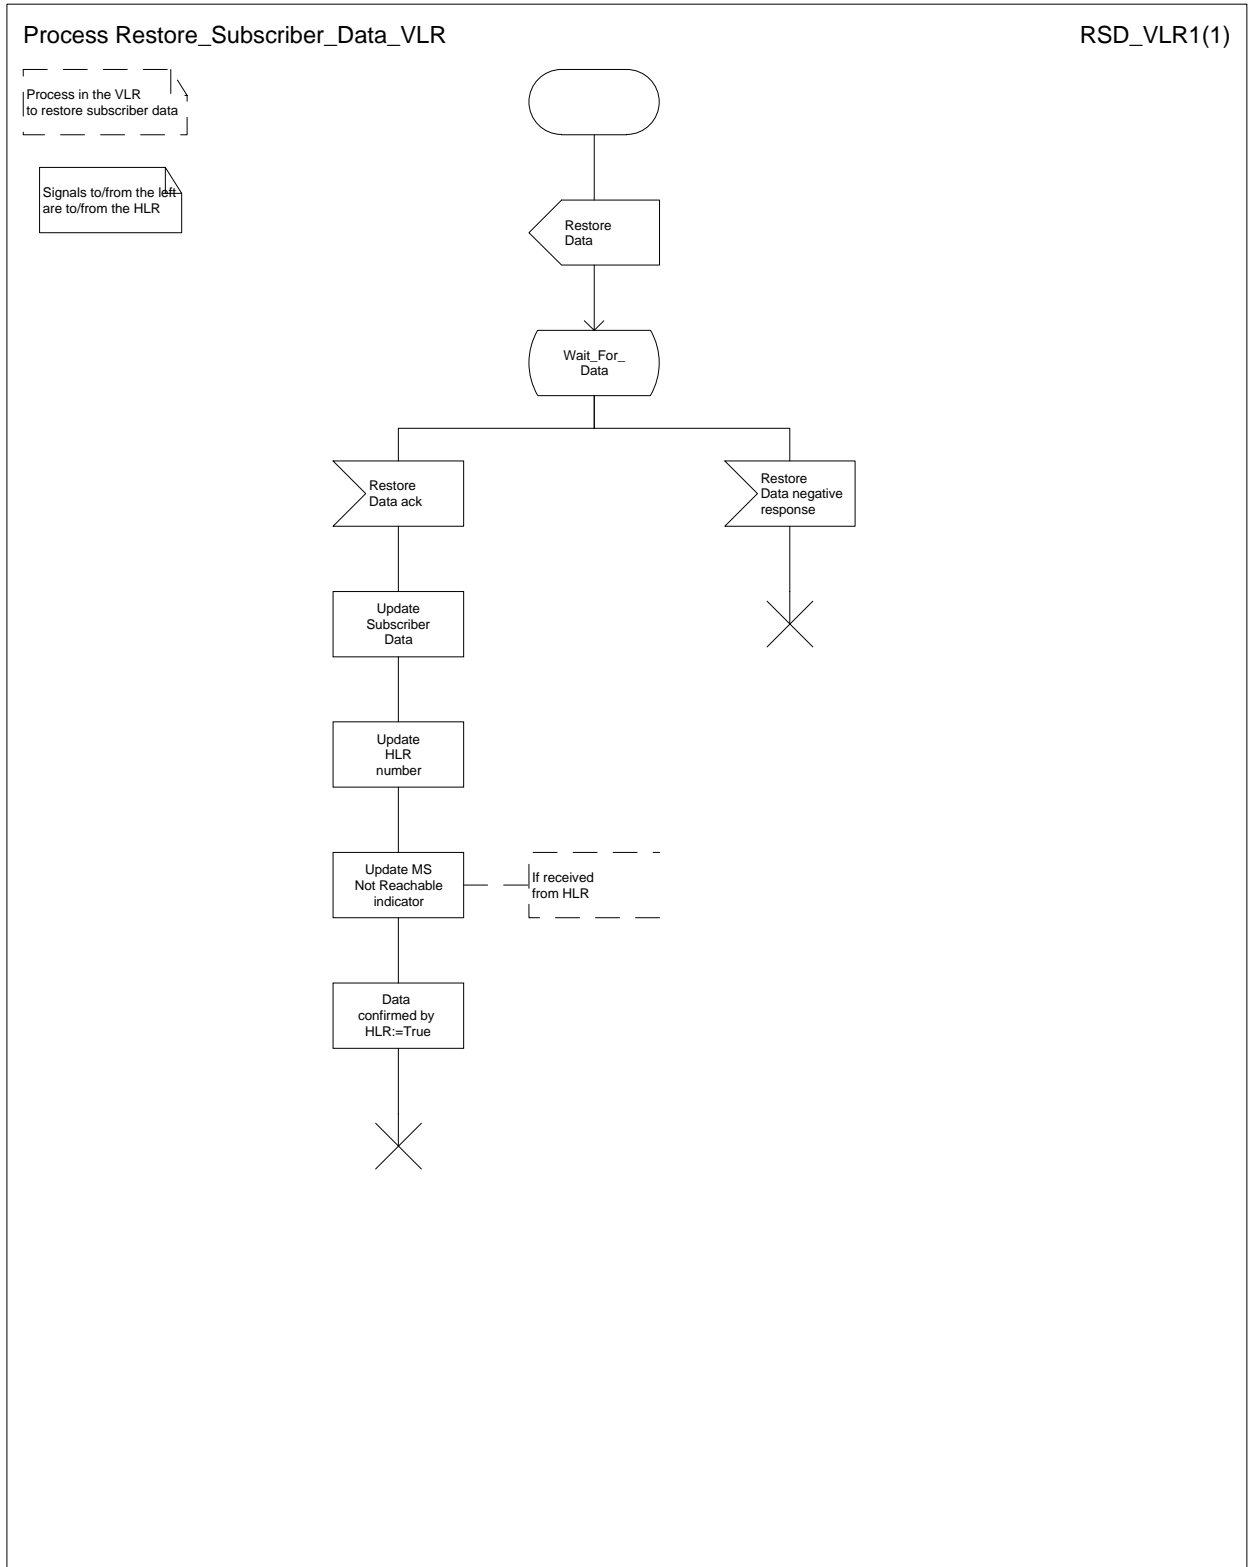 Process Restore_Subscriber_Data_VLR
RSD_VLR1(1)
Process in the VLR
to restore subscriber data
Signals to/from the left
are to/from the HLR
Restore
Data
Wait_For_
Data
Restore
Data ack
Restore
Data negative
response
Update
Subscriber
Data
Update
HLR
number
Update MS
Not Reachable
indicator
If received
from HLR
Data
confirmed by
HLR:=True